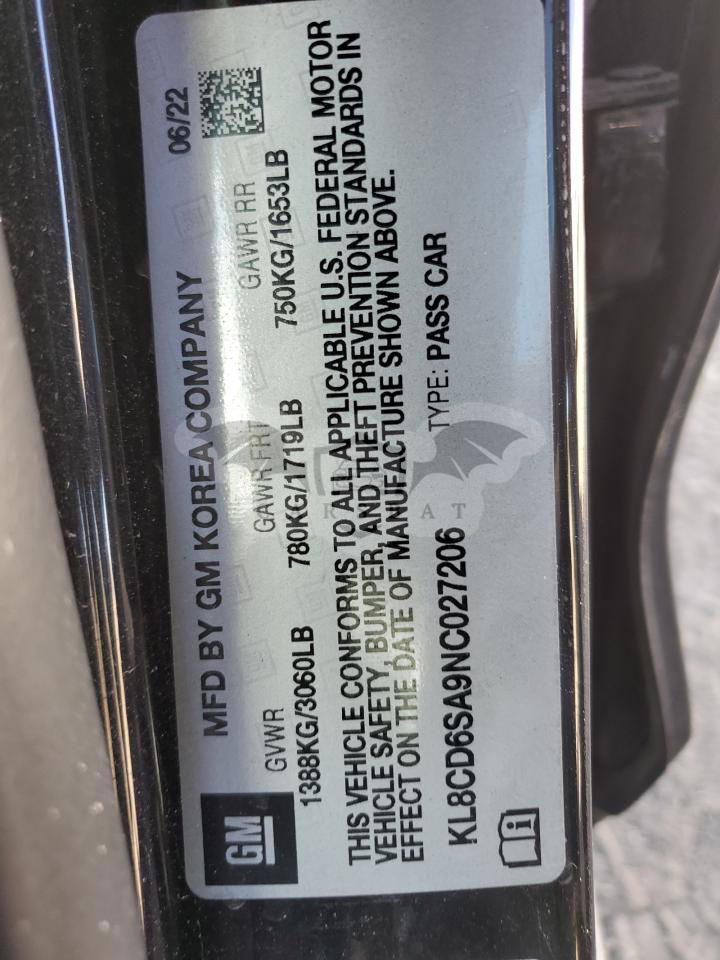 GM
MFD BY GM KOREA COMPANY 06/22
GVWR GAWR FRT GAWR RR
1388KG/3060LB 780KG/1719LB 750KG/1653LB
THIS VEHICLE CONFORMS TO ALL APPLICABLE U.S. FEDERAL MOTOR
VEHICLE SAFETY, BUMPER, AND THEFT PREVENTION STANDARDS IN
EFFECT ON THE DATE OF MANUFACTURE SHOWN ABOVE.
KL8CD6SA9NC027206 TYPE: PASS CAR